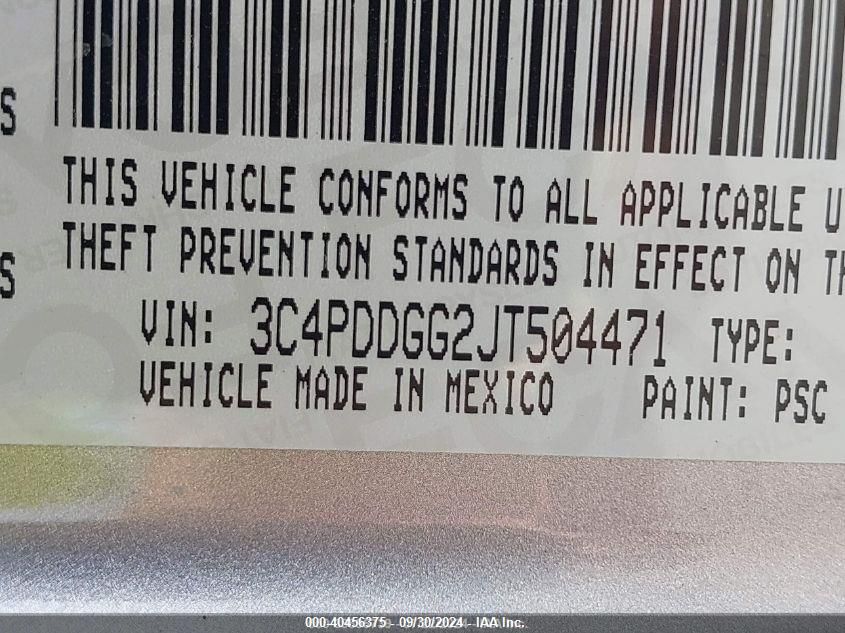 S
THIS VEHICLE CONFORMS TO ALL APPLICABLE U
THEFT PREVENTION STANDARDS IN EFFECT ON TH
S
VIN: 3C4PDDGG2JT504471 TYPE:
VEHICLE MADE IN MEXICO PAINT: PSC
000-40456375 - 09/30/2024 - IAA Inc.